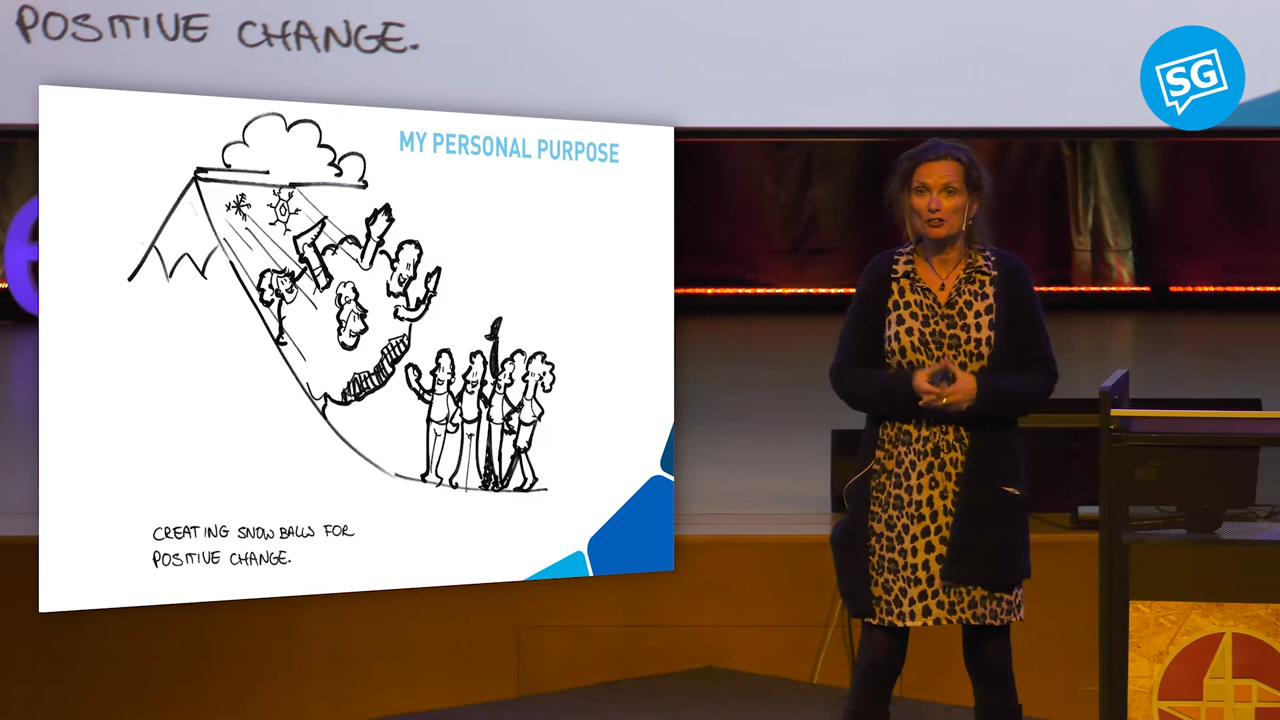 POSITIVE CHANGE.
SG
MY PERSONAL PURPOSE
CREATING SNOW BALLS FOR
POSITIVE CHANGE.